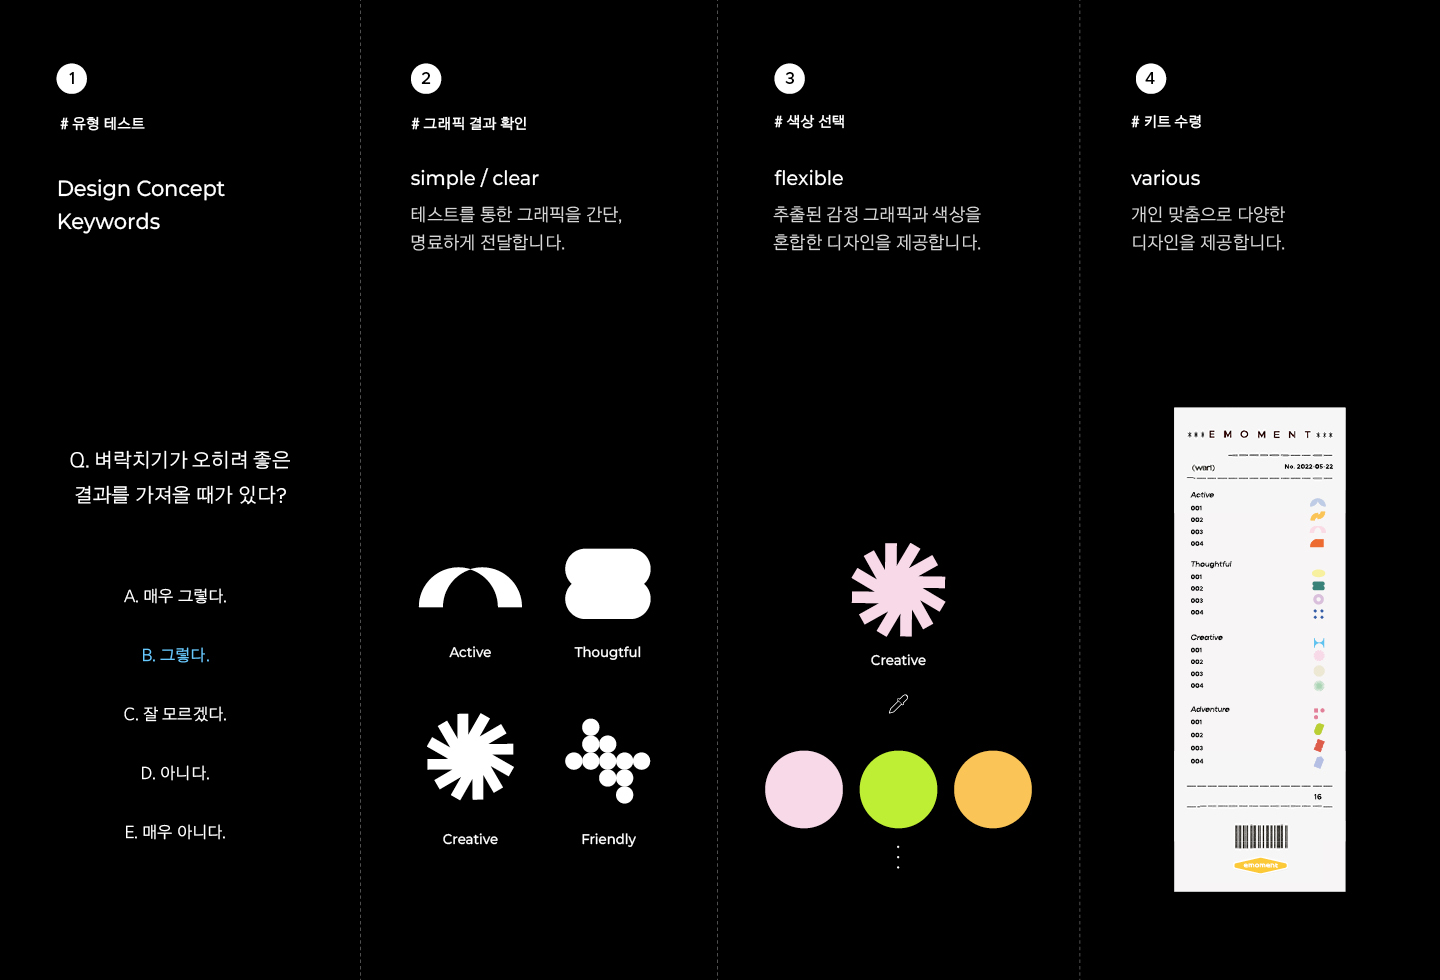 1
# 유형 테스트
Design Concept
Keywords
Q. 벼락치기가 오히려 좋은
결과를 가져올 때가 있다?
A. 매우 그렇다.
B. 그렇다.
C. 잘 모르겠다.
D. 아니다.
E. 매우 아니다.
2
# 그래픽 결과 확인
simple / clear
테스트를 통한 그래픽을 간단,
명료하게 전달합니다.
Active
Thougtful
Creative
Friendly
3
# 색상 선택
flexible
추출된 감정 그래픽과 색상을
혼합한 디자인을 제공합니다.
Creative
4
# 키트 수령
various
개인 맞춤으로 다양한
디자인을 제공합니다.
***EMOMENT***
No. 2022-05-22
Active
001
002
003
004
Thoughtful
001
002
003
004
Creative
001
002
003
004
Adventure
001
002
003
004
16
emoment